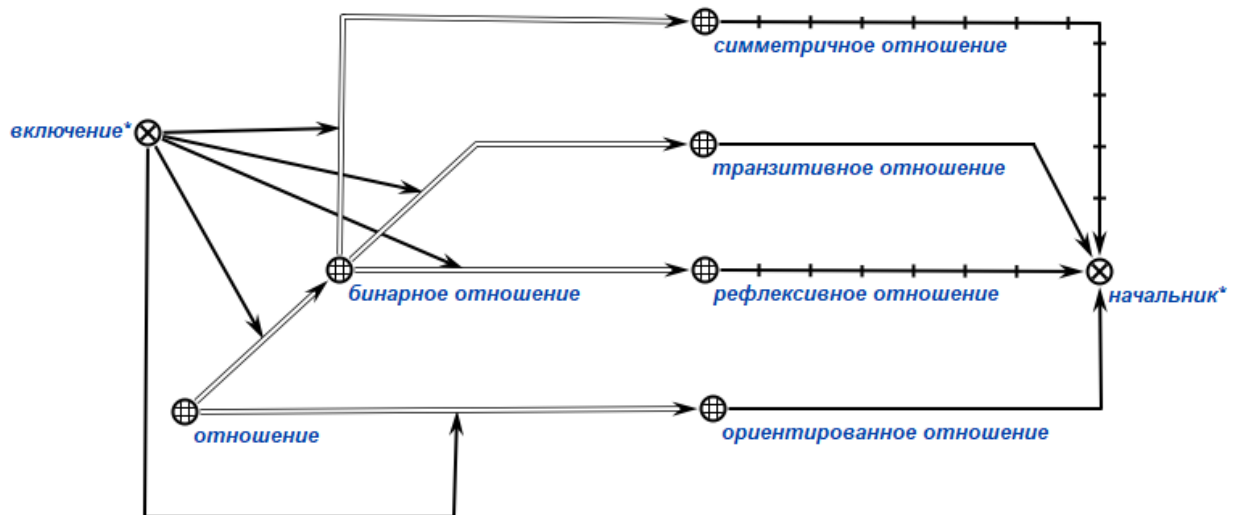 симметричное отношение
включение*
транзитивное отношение
бинарное отношение
рефлексивное отношение
начальник*
отношение
ориентированное отношение